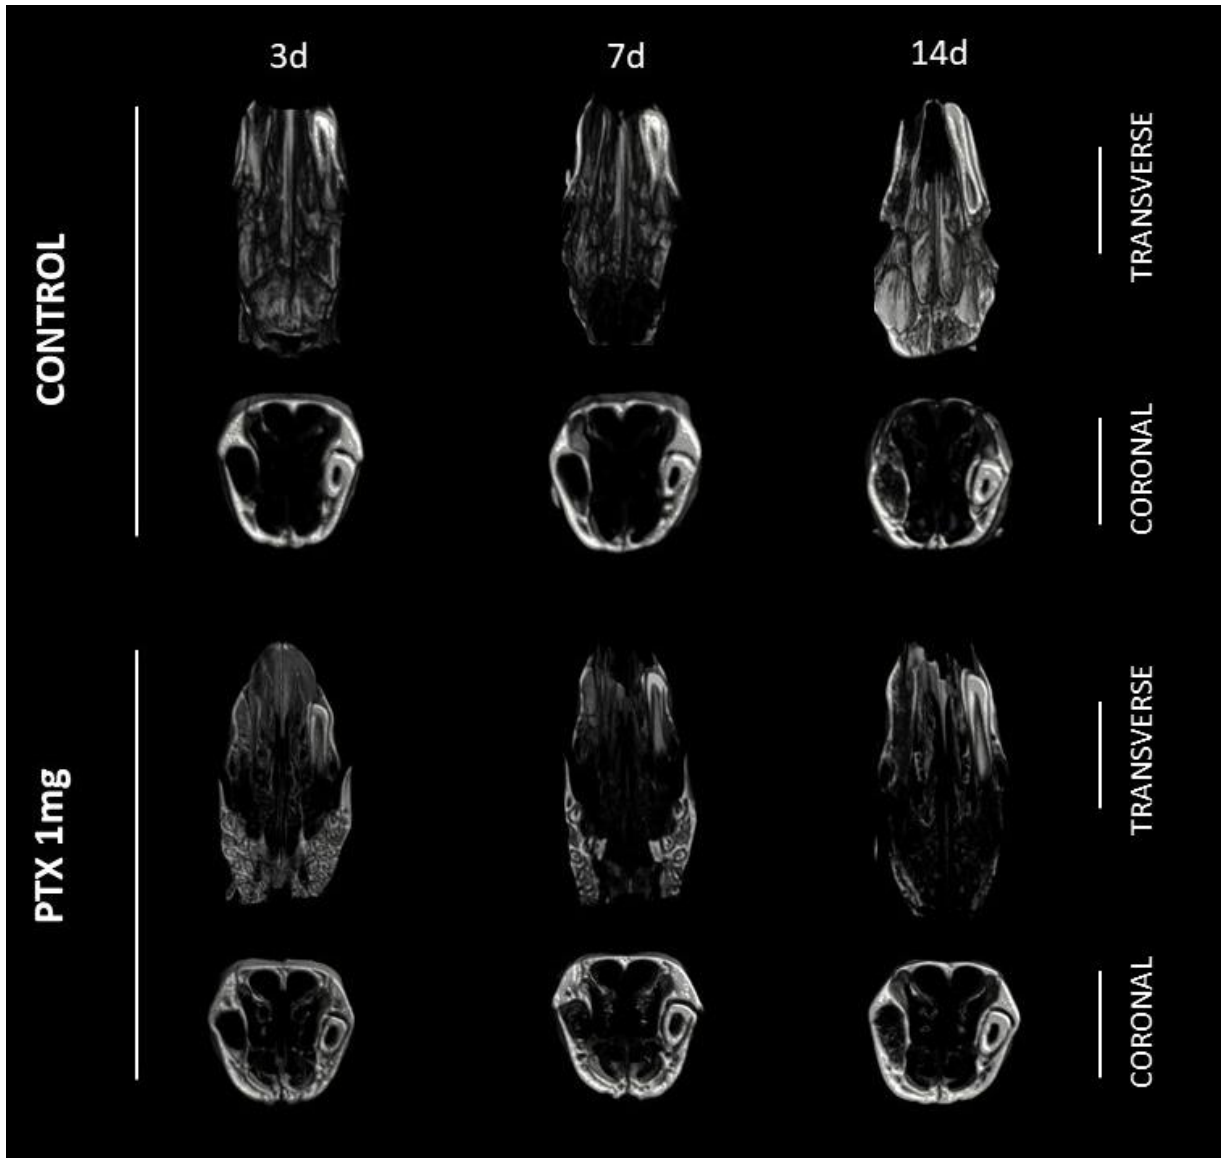 3d
7d
14d
CONTROL
TRANSVERSE
CORONAL
PTX 1mg
TRANSVERSE
CORONAL